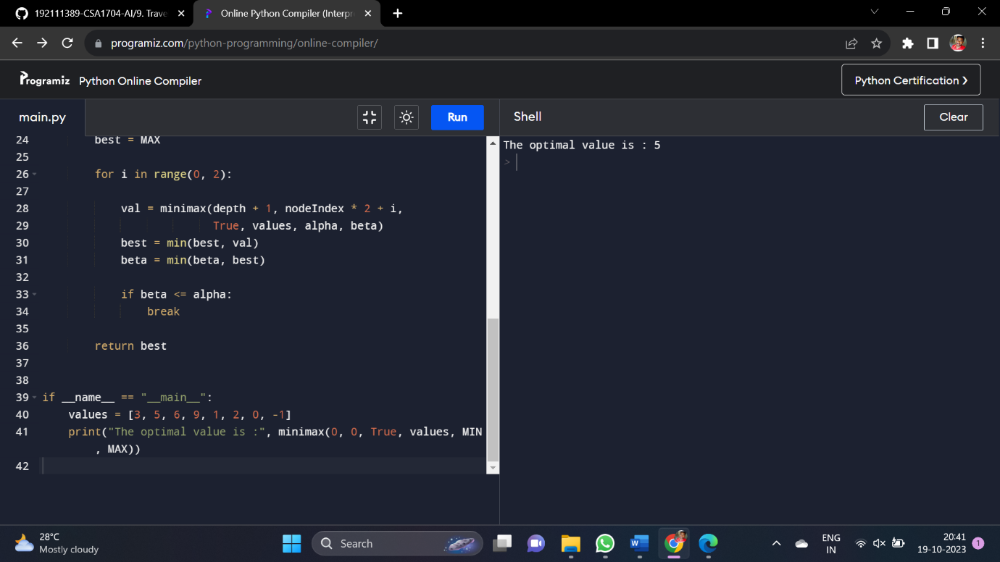 192111389-CSA1704-AI/9. Trave
Online Python Compiler (Interpr
programiz.com/python-programming/online-compiler/
Programiz Python Online Compiler
Python Certification
main.py
Run
Shell
Clear
24 best = MAX
25
26 for i in range(0, 2):
27
28 val = minimax(depth + 1, nodeIndex * 2 + i,
29 True, values, alpha, beta)
30 best = min(best, val)
31 beta = min(beta, best)
32
33 if beta <= alpha:
34 break
35
36 return best
37
38
39 if __name__ == "__main__":
40 values = [3, 5, 6, 9, 1, 2, 0, -1]
41 print("The optimal value is :", minimax(0, 0, True, values, MIN
, MAX))
42
The optimal value is : 5
>
28°C
Mostly cloudy
Search
ENG
IN
20:41
19-10-2023
1